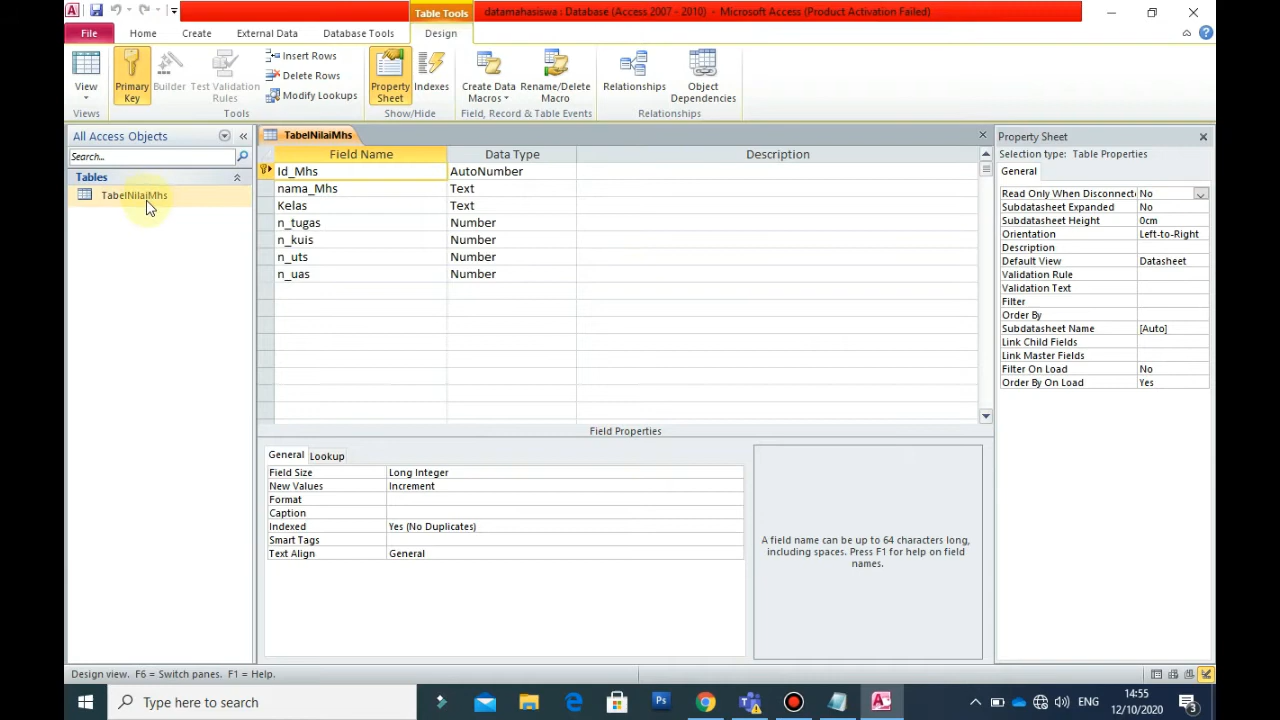 Table Tools
datamahasiswa : Database (Access 2007 - 2010) - Microsoft Access (Product Activation Failed)
File
Home
Create
External Data
Database Tools
Design
View
Primary Key
Builder
Test Validation Rules
Insert Rows
Delete Rows
Modify Lookups
Property Sheet
Indexes
Create Data Macros
Rename/Delete Macro
Relationships
Object Dependencies
Views
Tools
Show/Hide
Field, Record & Table Events
Relationships
All Access Objects
Search...
Tables
TabelNilaiMhs
TabelNilaiMhs
Field Name Data Type Description
Id_Mhs AutoNumber
nama_Mhs Text
Kelas Text
n_tugas Number
n_kuis Number
n_uts Number
n_uas Number
Field Properties
General Lookup
Field Size Long Integer
New Values Increment
Format
Caption
Indexed Yes (No Duplicates)
Smart Tags
Text Align General
A field name can be up to 64 characters long,
including spaces. Press F1 for help on field
names.
Property Sheet
Selection type: Table Properties
General
Read Only When Disconnecte No
Subdatasheet Expanded No
Subdatasheet Height 0cm
Orientation Left-to-Right
Description
Default View Datasheet
Validation Rule
Validation Text
Filter
Order By
Subdatasheet Name [Auto]
Link Child Fields
Link Master Fields
Filter On Load No
Order By On Load Yes
Design view. F6 = Switch panes. F1 = Help.
Type here to search
ENG
14:55
12/10/2020
3